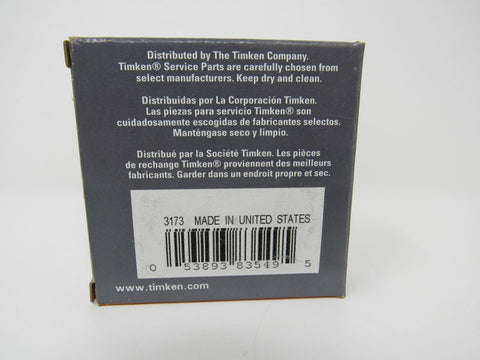 Distributed by The Timken Company.
Timken® Service Parts are carefully chosen from
select manufacturers. Keep dry and clean.
Distribuidas por La Corporación Timken.
Las piezas para servicio Timken® son
cuidadosamente escogidas de fabricantes selectos.
Manténgase seco y limpio.
Distribué par la Société Timken. Les pièces
de rechange Timken® proviennent des meilleurs
fabricants. Garder dans un endroit propre et sec.
3173 MADE IN UNITED STATES
0 53893 83549 5
www.timken.com